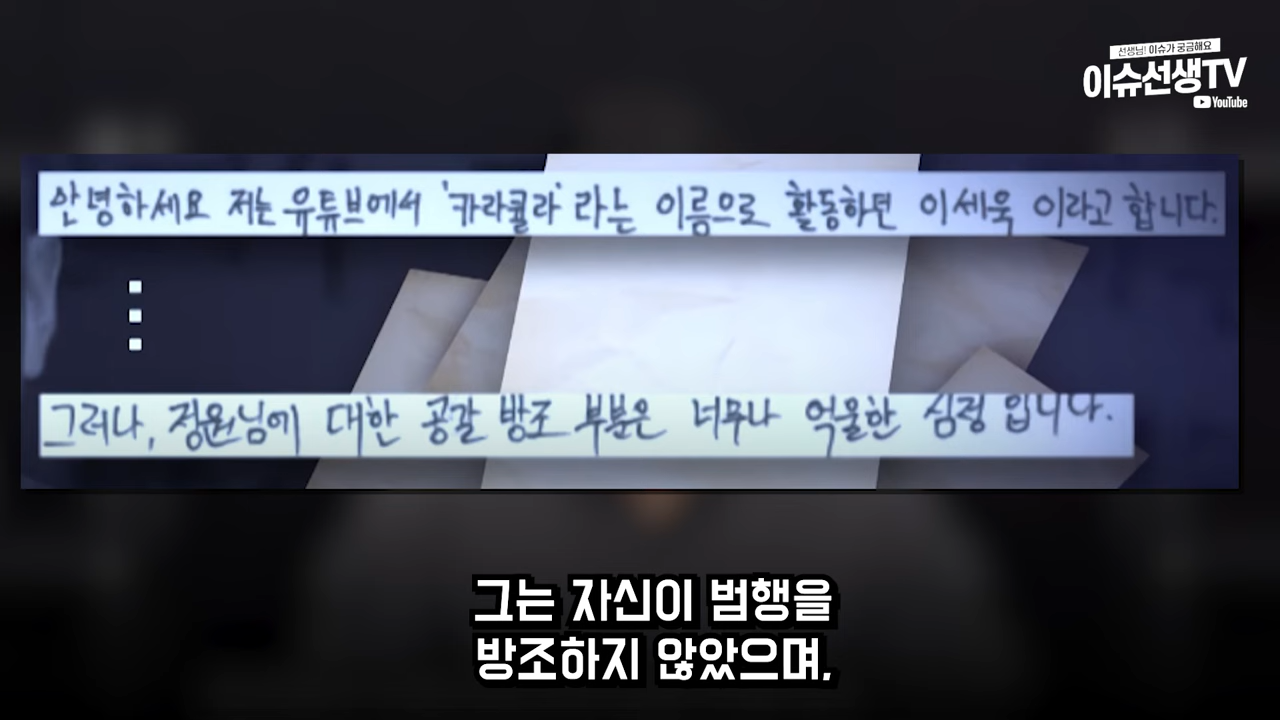 선생님! 이슈가 궁금해요
이슈선생TV
YouTube
안녕하세요 저는 유튜브에서 '카라큘라' 라는 이름으로 활동하던 이세욱 이라고 합니다.
그러나, 정원님에 대한 공갈 방조 부분은 너무나 억울한 심정 입니다.
그는 자신이 범행을
방조하지 않았으며,